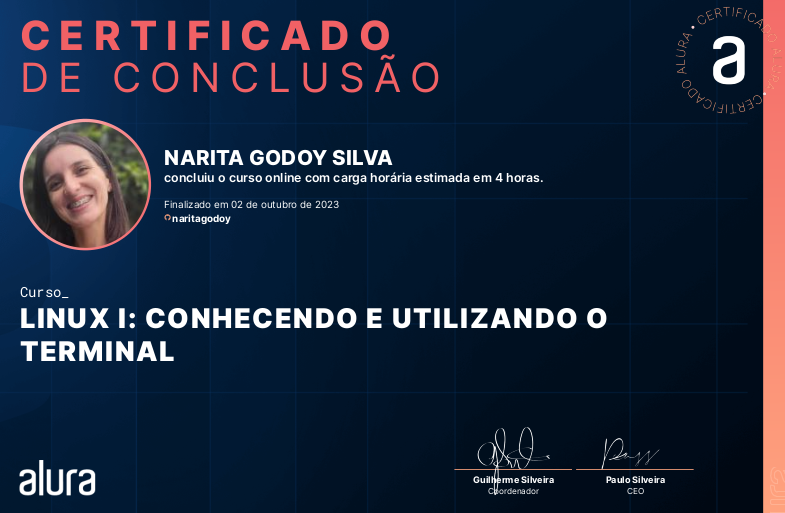 CERTIFICADO
DE CONCLUSÃO
CERTIFICADO ALURA • CERTIFICADO ALURA •
a
NARITA GODOY SILVA
concluiu o curso online com carga horária estimada em 4 horas.
Finalizado em 02 de outubro de 2023
naritagodoy
Curso_
LINUX I: CONHECENDO E UTILIZANDO O
TERMINAL
alura
Guilherme Silveira
Coordenador
Paulo Silveira
CEO